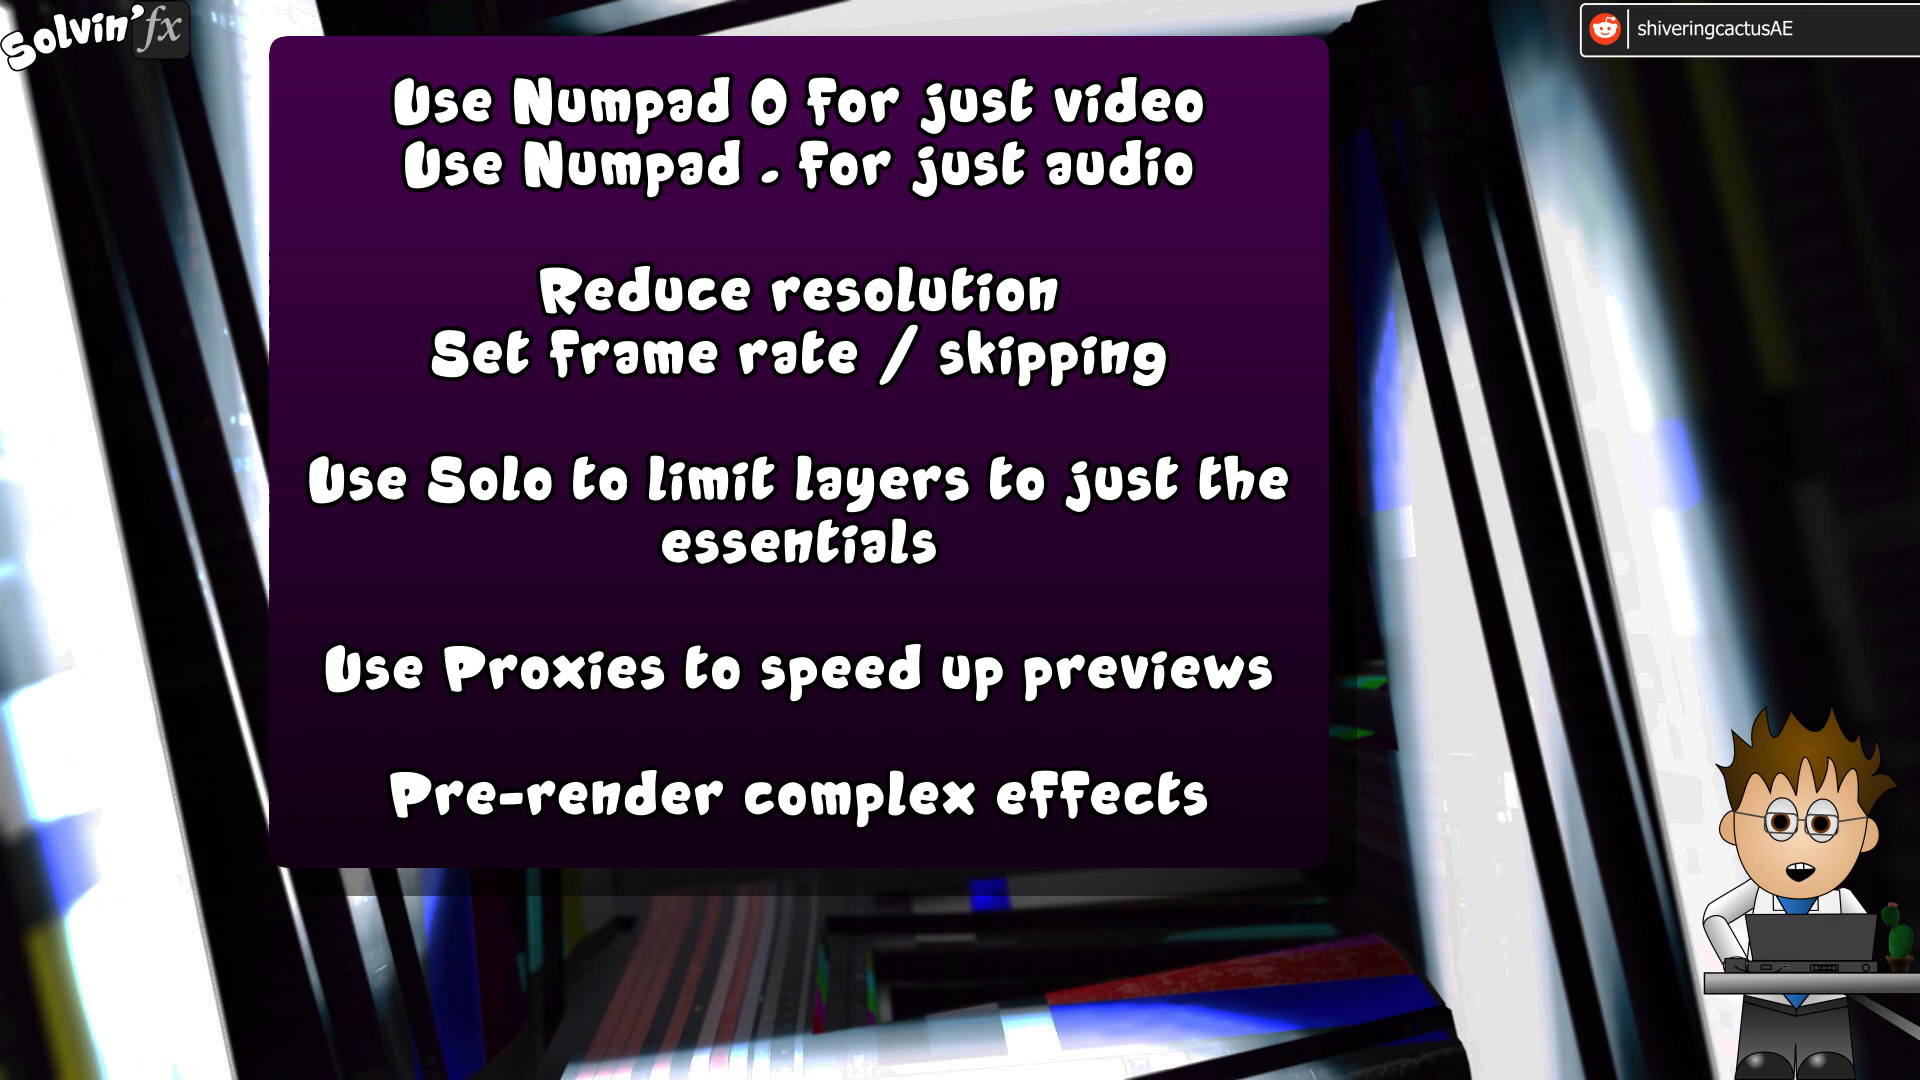 Solvin'fx
shiveringcactusAE
Use Numpad 0 for just video
Use Numpad . for just audio
Reduce resolution
Set frame rate / skipping
Use Solo to limit layers to just the
essentials
Use Proxies to speed up previews
Pre-render complex effects